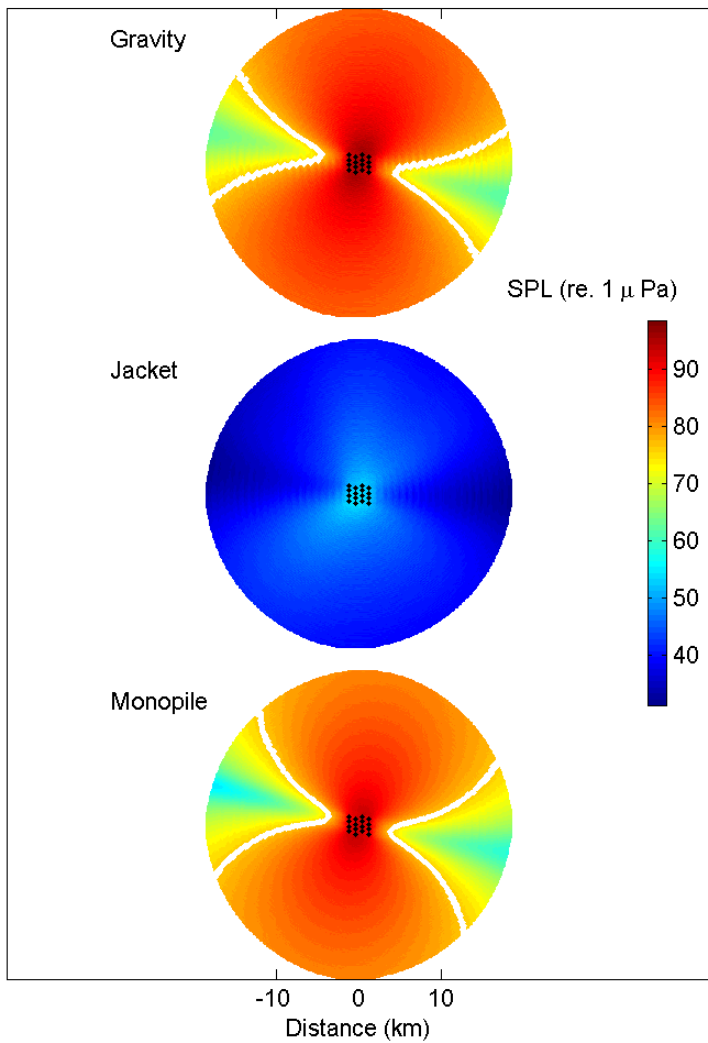 Gravity
SPL (re. 1 μ Pa)
Jacket
90
80
70
60
50
40
Monopile
-10 0 10
Distance (km)